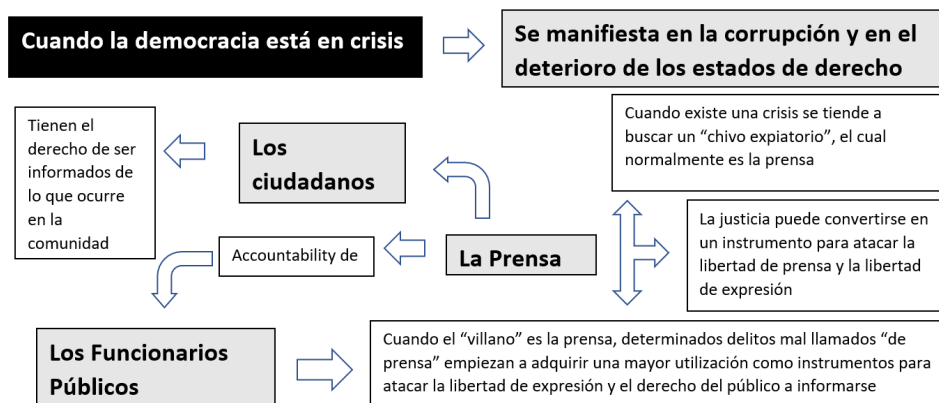 Cuando la democracia está en crisis
Se manifiesta en la corrupción y en el
deterioro de los estados de derecho
Cuando existe una crisis se tiende a
buscar un “chivo expiatorio”, el cual
normalmente es la prensa
Tienen el
derecho de ser
informados de
lo que ocurre
en la
comunidad
Los
ciudadanos
La justicia puede convertirse en
un instrumento para atacar la
libertad de prensa y la libertad
de expresión
Accountability de
La Prensa
Los Funcionarios
Públicos
Cuando el “villano” es la prensa, determinados delitos mal llamados “de
prensa” empiezan a adquirir una mayor utilización como instrumentos para
atacar la libertad de expresión y el derecho del público a informarse